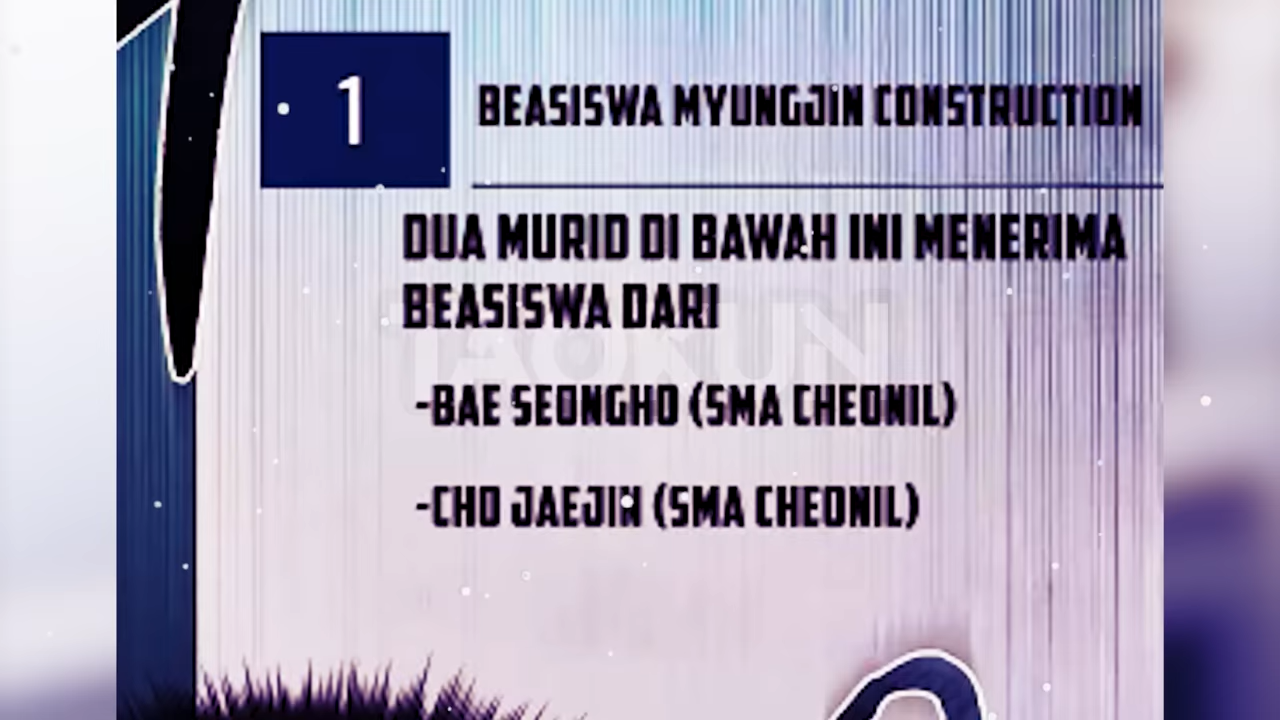 1
BEASISWA MYUNGJIN CONSTRUCTION
DUA MURID DI BAWAH INI MENERIMA
BEASISWA DARI
-BAE SEONGHO (SMA CHEONIL)
-CHO JAEJIN (SMA CHEONIL)